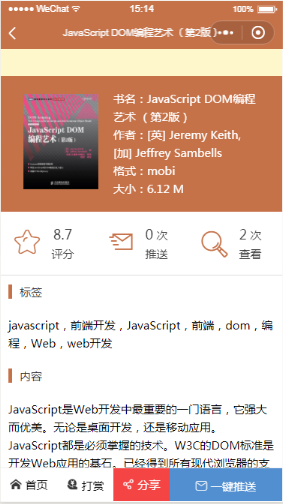 WeChat 15:14 100%
JavaScript DOM编程艺术（第2版）
JavaScript DOM
编程艺术（第2版）
书名：JavaScript DOM编程
艺术（第2版）
作者：[英] Jeremy Keith,
[加] Jeffrey Sambells
格式：mobi
大小：6.12 M
8.7
评分
0 次
推送
2 次
查看
标签
javascript，前端开发，JavaScript，前端，dom，编
程，Web，web开发
内容
JavaScript是Web开发中最重要的一门语言，它强大
而优美。无论是桌面开发，还是移动应用。
JavaScript都是必须掌握的技术。W3C的DOM标准是
开发Web应用的基石。已经得到所有现代浏览器的支
首页
打赏
分享
一键推送